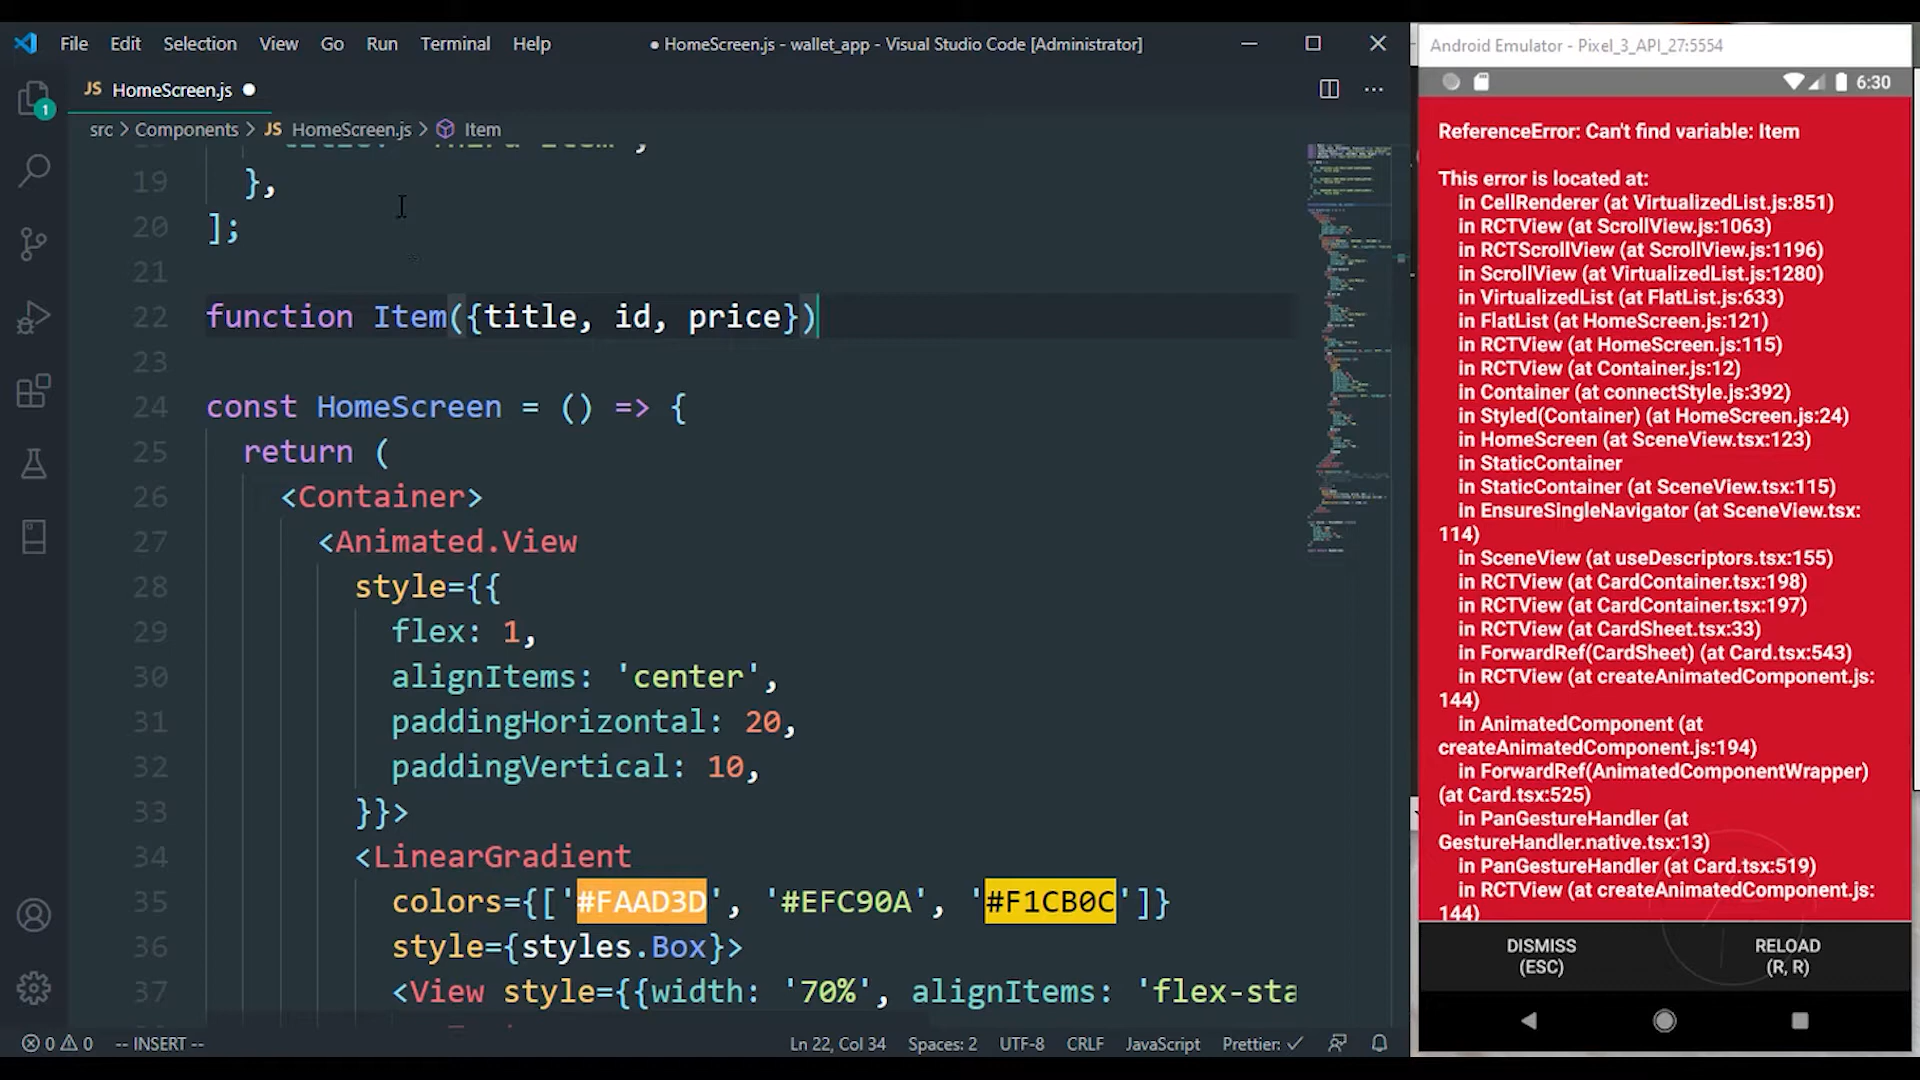 File Edit Selection View Go Run Terminal Help
● HomeScreen.js - wallet_app - Visual Studio Code [Administrator]
JS HomeScreen.js ●
src > Components > JS HomeScreen.js > Item
19 },
20 ];
21
22 function Item({title, id, price})
23
24 const HomeScreen = () => {
25 return (
26 <Container>
27 <Animated.View
28 style={{
29 flex: 1,
30 alignItems: 'center',
31 paddingHorizontal: 20,
32 paddingVertical: 10,
33 }}>
34 <LinearGradient
35 colors={['#FAAD3D', '#EFC90A', '#F1CB0C']}
36 style={styles.Box}>
37 <View style={{width: '70%', alignItems: 'flex-sta
1
0 0 -- INSERT -- Ln 22, Col 34 Spaces: 2 UTF-8 CRLF JavaScript Prettier: ✓
Android Emulator - Pixel_3_API_27:5554
6:30
ReferenceError: Can't find variable: Item
This error is located at:
in CellRenderer (at VirtualizedList.js:851)
in RCTView (at ScrollView.js:1063)
in RCTScrollView (at ScrollView.js:1196)
in ScrollView (at VirtualizedList.js:1280)
in VirtualizedList (at FlatList.js:633)
in FlatList (at HomeScreen.js:121)
in RCTView (at HomeScreen.js:115)
in RCTView (at Container.js:12)
in Container (at connectStyle.js:392)
in Styled(Container) (at HomeScreen.js:24)
in HomeScreen (at SceneView.tsx:123)
in StaticContainer
in StaticContainer (at SceneView.tsx:115)
in EnsureSingleNavigator (at SceneView.tsx:
114)
in SceneView (at useDescriptors.tsx:155)
in RCTView (at CardContainer.tsx:198)
in RCTView (at CardContainer.tsx:197)
in RCTView (at CardSheet.tsx:33)
in ForwardRef(CardSheet) (at Card.tsx:543)
in RCTView (at createAnimatedComponent.js:
144)
in AnimatedComponent (at
createAnimatedComponent.js:194)
in ForwardRef(AnimatedComponentWrapper)
(at Card.tsx:525)
in PanGestureHandler (at
GestureHandler.native.tsx:13)
in PanGestureHandler (at Card.tsx:519)
in RCTView (at createAnimatedComponent.js:
144)
DISMISS
(ESC)
RELOAD
(R, R)